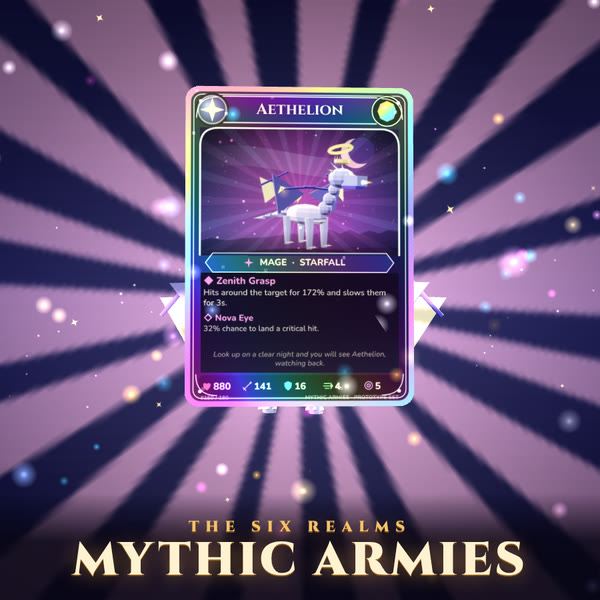 AETHELION
MAGE · STARFALL
Zenith Grasp
Hits around the target for 172% and slows them
for 3s.
Nova Eye
32% chance to land a critical hit.
Look up on a clear night and you will see Aethelion,
watching back.
880 141 16 4 5
MYTHIC ARMIES · PROTOTYPE
THE SIX REALMS
MYTHIC ARMIES